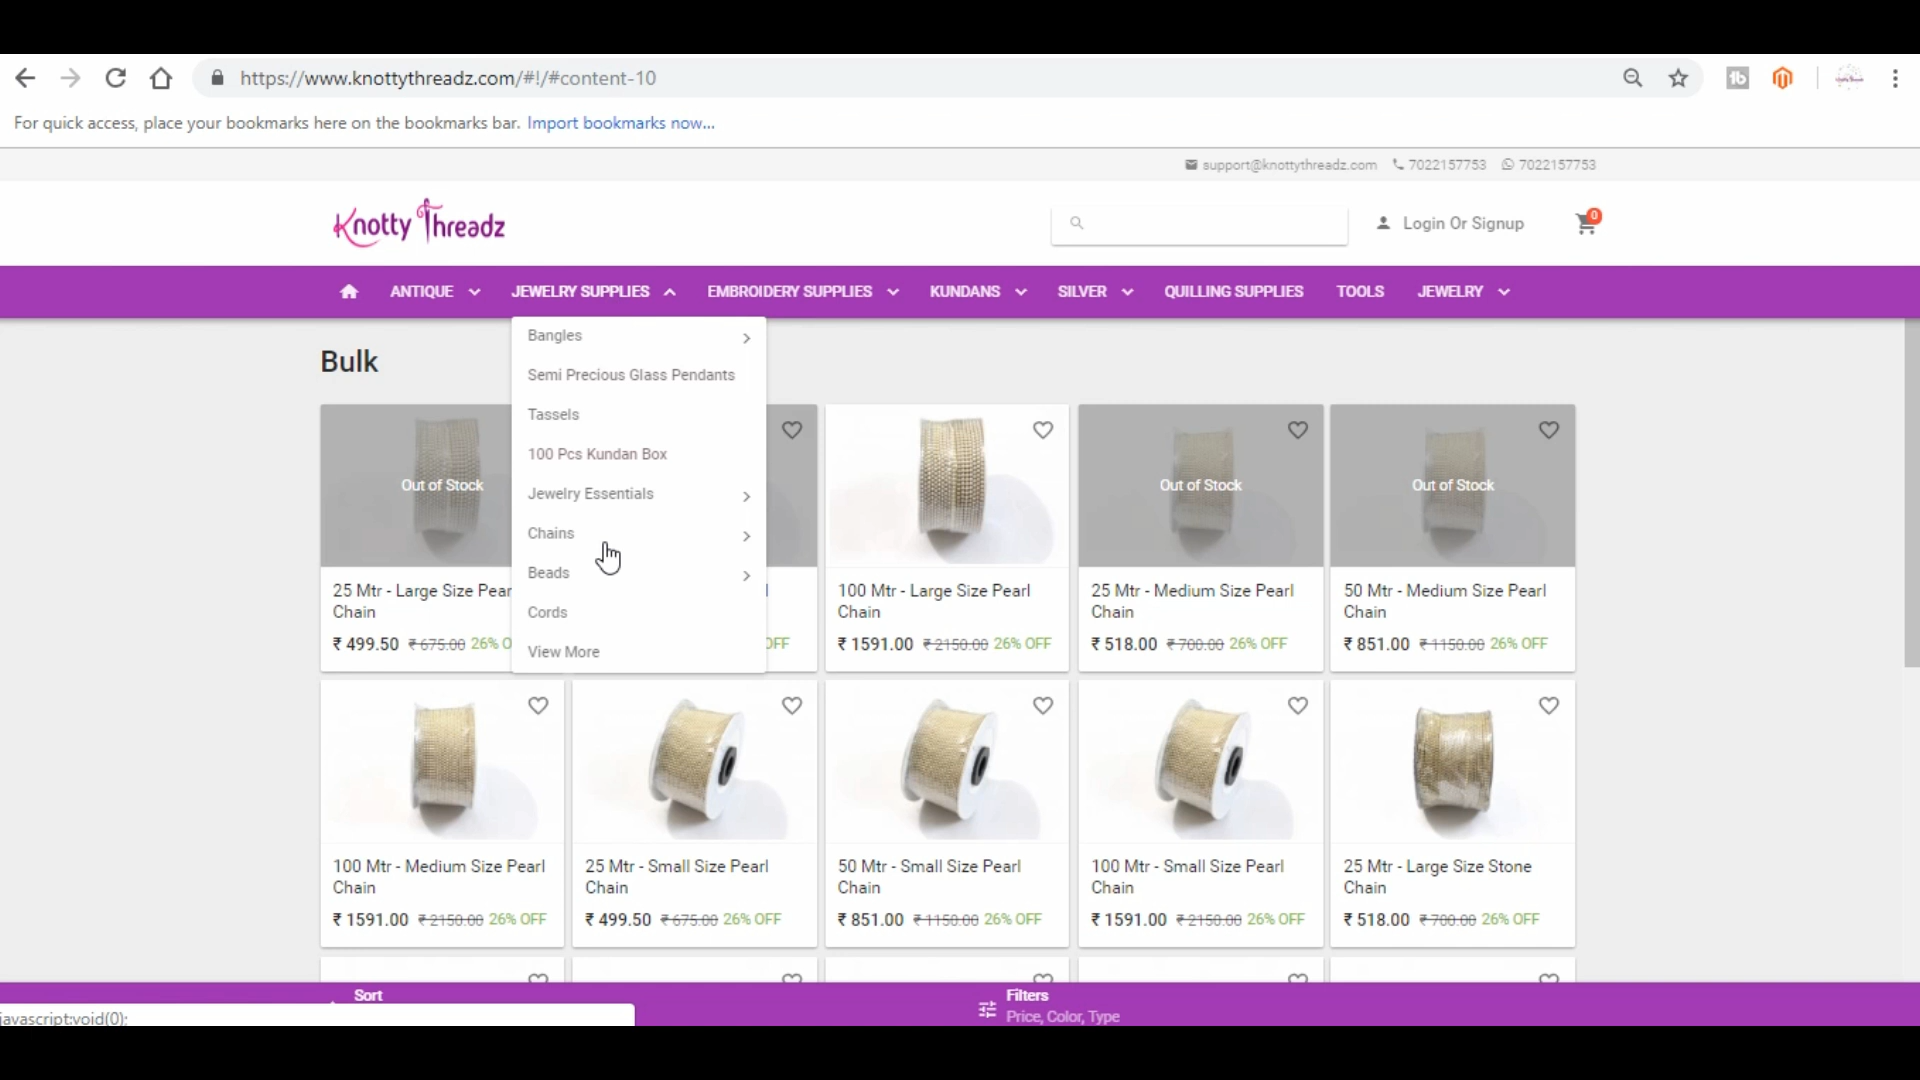 https://www.knottythreadz.com/#!/#content-10
For quick access, place your bookmarks here on the bookmarks bar. Import bookmarks now...
support@knottythreadz.com 7022157753 7022157753
Knotty Threadz
Login Or Signup 0
ANTIQUE JEWELRY SUPPLIES EMBROIDERY SUPPLIES KUNDANS SILVER QUILLING SUPPLIES TOOLS JEWELRY
Bangles
Semi Precious Glass Pendants
Tassels
100 Pcs Kundan Box
Jewelry Essentials
Chains
Beads
Cords
View More
Bulk
Out of Stock
25 Mtr - Large Size Pear
Chain
₹ 499.50 ₹ 675.00 26% O
OFF
100 Mtr - Large Size Pearl
Chain
₹ 1591.00 ₹ 2150.00 26% OFF
Out of Stock
25 Mtr - Medium Size Pearl
Chain
₹ 518.00 ₹ 700.00 26% OFF
Out of Stock
50 Mtr - Medium Size Pearl
Chain
₹ 851.00 ₹ 1150.00 26% OFF
100 Mtr - Medium Size Pearl
Chain
₹ 1591.00 ₹ 2150.00 26% OFF
25 Mtr - Small Size Pearl
Chain
₹ 499.50 ₹ 675.00 26% OFF
50 Mtr - Small Size Pearl
Chain
₹ 851.00 ₹ 1150.00 26% OFF
100 Mtr - Small Size Pearl
Chain
₹ 1591.00 ₹ 2150.00 26% OFF
25 Mtr - Large Size Stone
Chain
₹ 518.00 ₹ 700.00 26% OFF
Sort
Filters
Price, Color, Type
javascript:void(0);